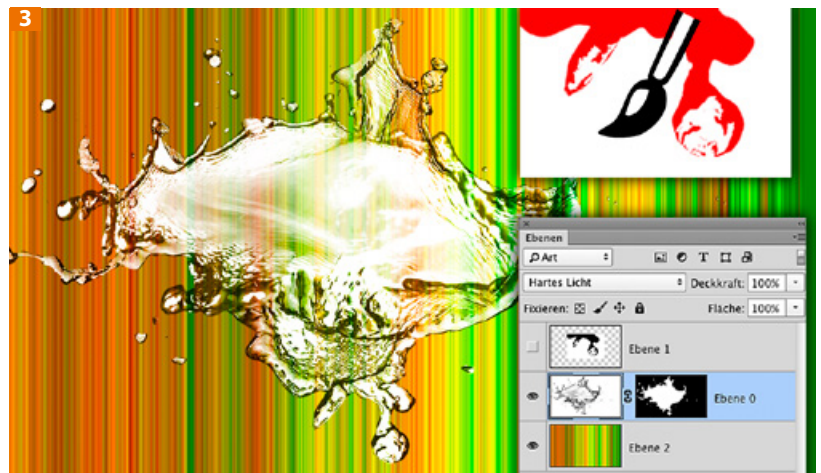 3
Ebenen
Art
Hartes Licht Deckkraft: 100%
Fixieren: Fläche: 100%
Ebene 1
Ebene 0
Ebene 2